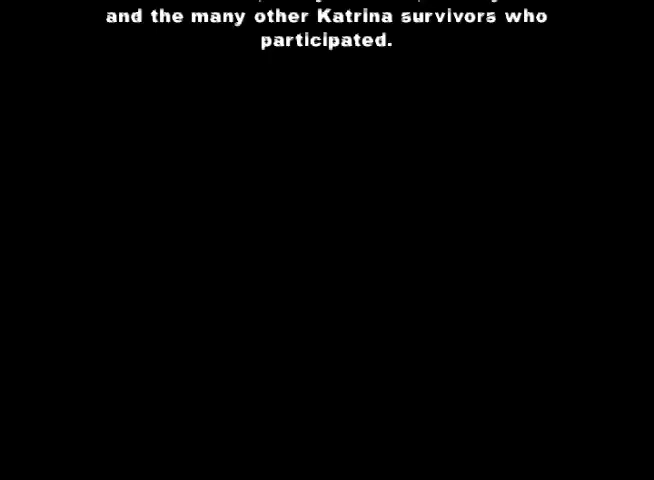 and the many other Katrina survivors who
participated.